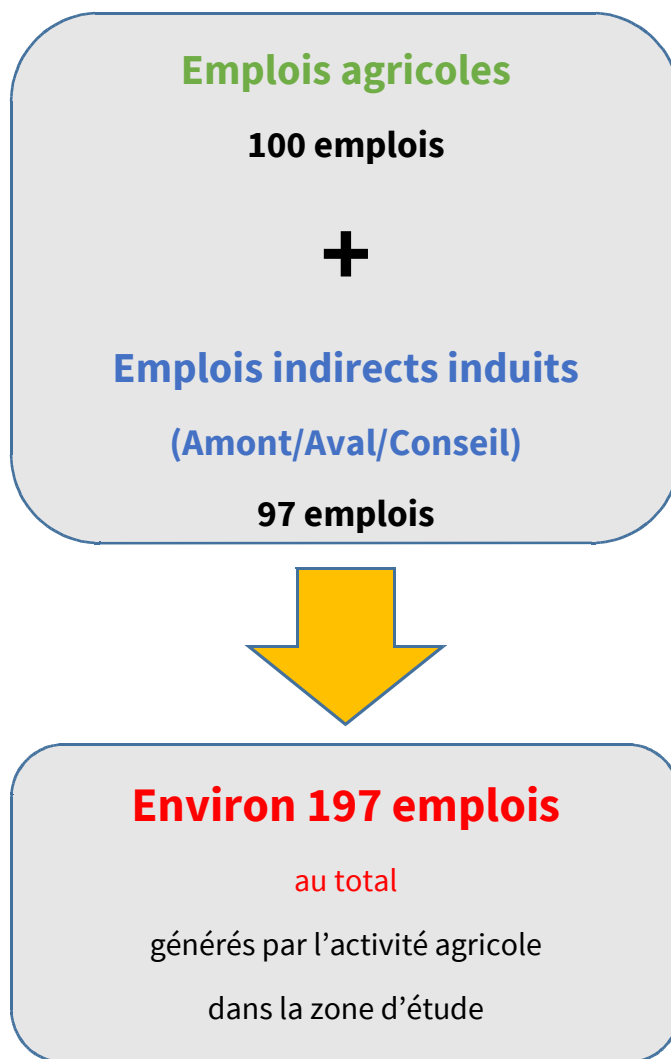 Emplois agricoles
100 emplois
+
Emplois indirects induits
(Amont/Aval/Conseil)
97 emplois
Environ 197 emplois
au total
générés par l’activité agricole
dans la zone d’étude